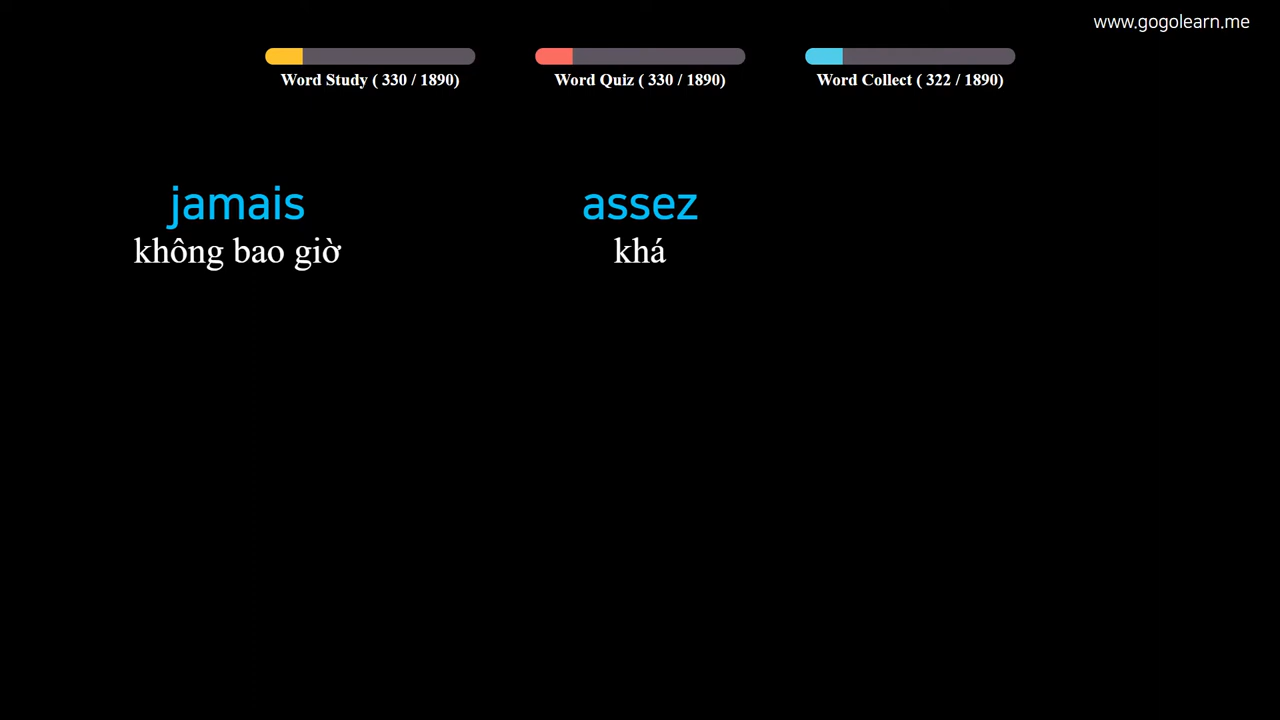 www.gogolearn.me
Word Study ( 330 / 1890)
Word Quiz ( 330 / 1890)
Word Collect ( 322 / 1890)
jamais
không bao giờ
assez
khá